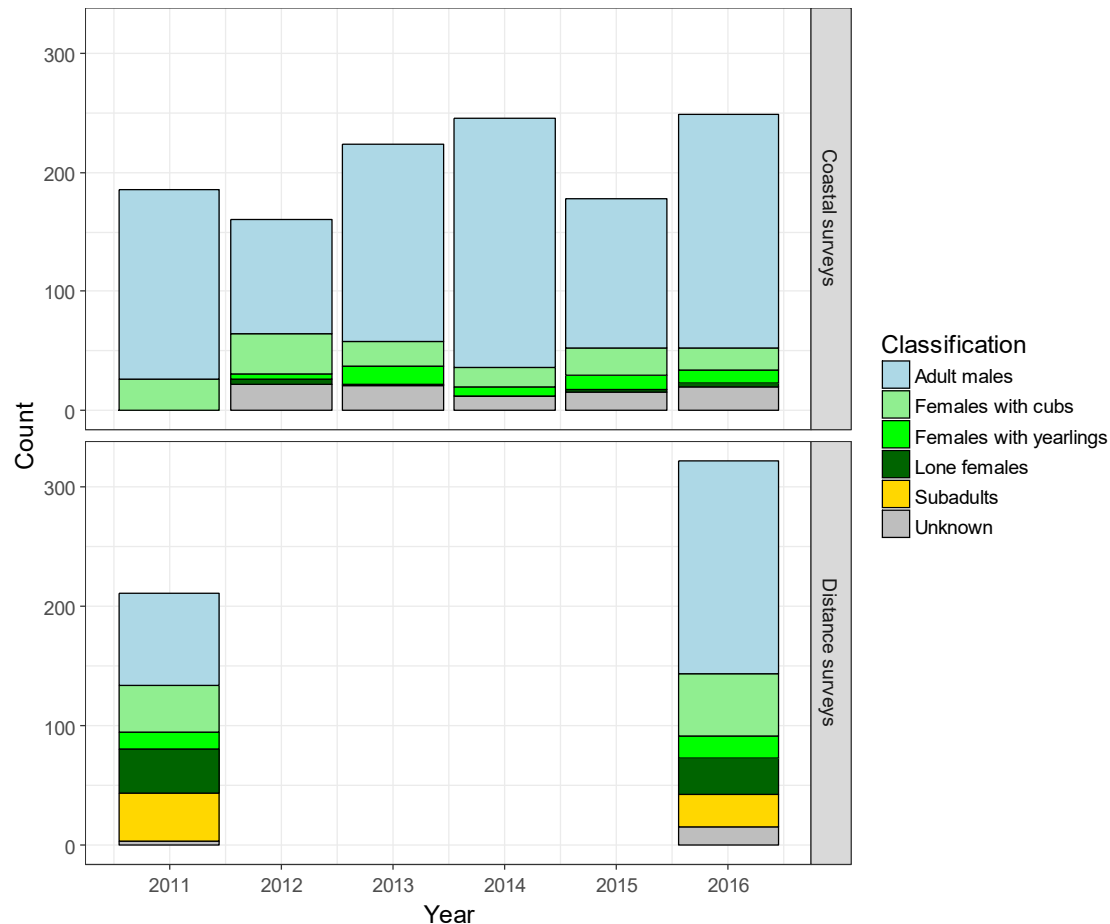 Count
300
200
100
0
Coastal surveys
300
200
100
0
Distance surveys
2011 2012 2013 2014 2015 2016
Year
Classification
Adult males
Females with cubs
Females with yearlings
Lone females
Subadults
Unknown